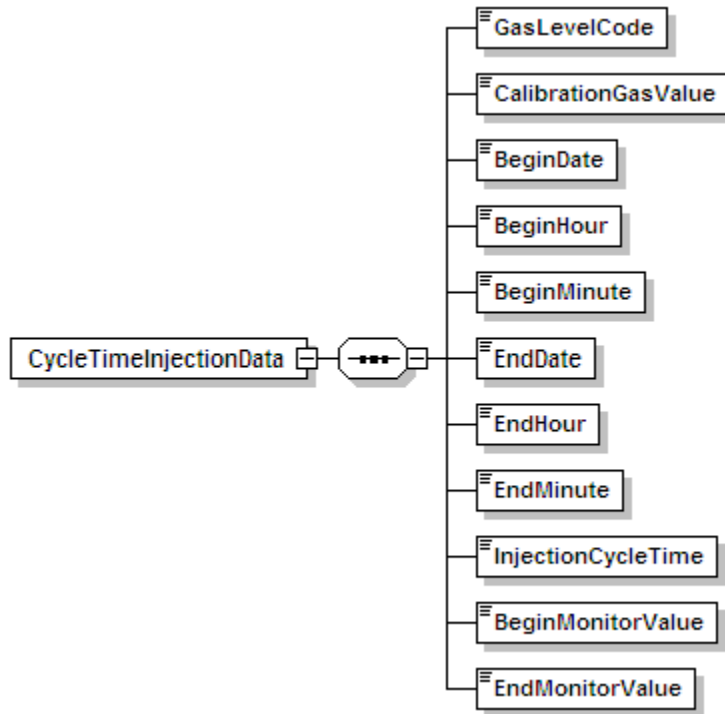 GasLevelCode
CalibrationGasValue
BeginDate
BeginHour
BeginMinute
CycleTimeInjectionData
EndDate
EndHour
EndMinute
InjectionCycleTime
BeginMonitorValue
EndMonitorValue